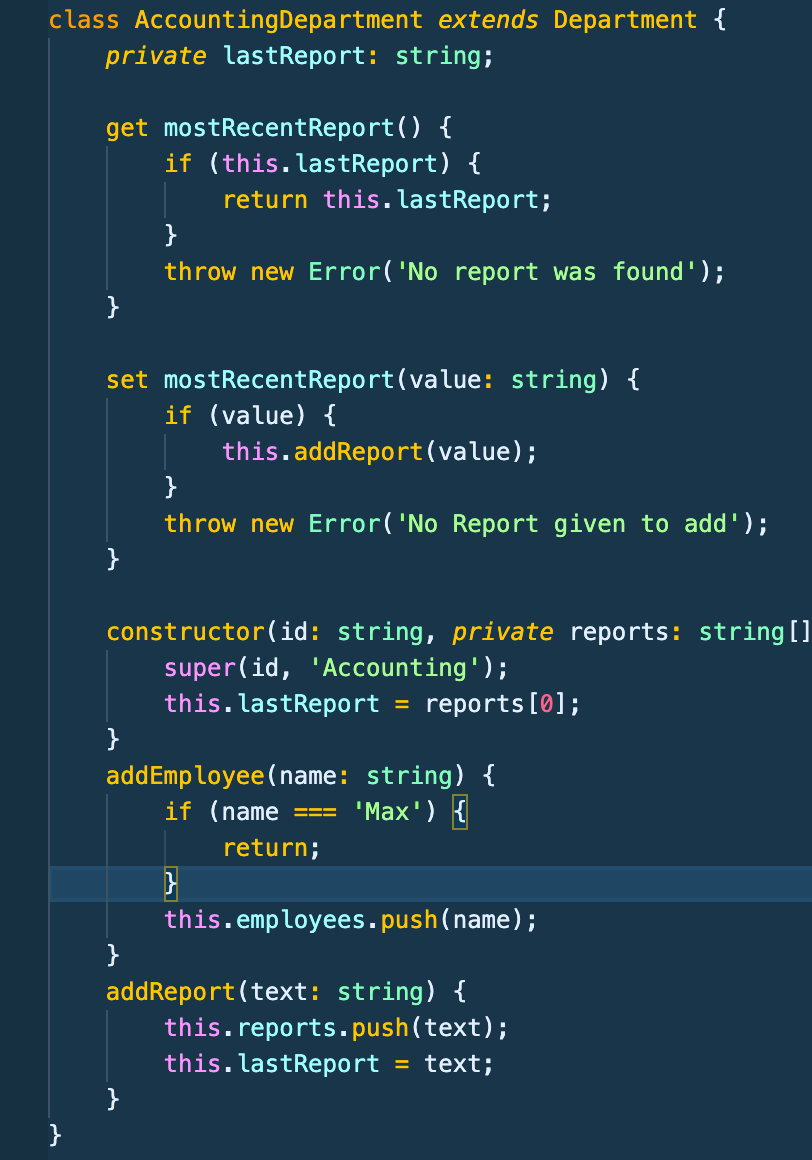 class AccountingDepartment extends Department {
    private lastReport: string;

    get mostRecentReport() {
        if (this.lastReport) {
            return this.lastReport;
        }
        throw new Error('No report was found');
    }

    set mostRecentReport(value: string) {
        if (value) {
            this.addReport(value);
        }
        throw new Error('No Report given to add');
    }

    constructor(id: string, private reports: string[]
        super(id, 'Accounting');
        this.lastReport = reports[0];
    }
    addEmployee(name: string) {
        if (name === 'Max') {
            return;
        }
        this.employees.push(name);
    }
    addReport(text: string) {
        this.reports.push(text);
        this.lastReport = text;
    }
}